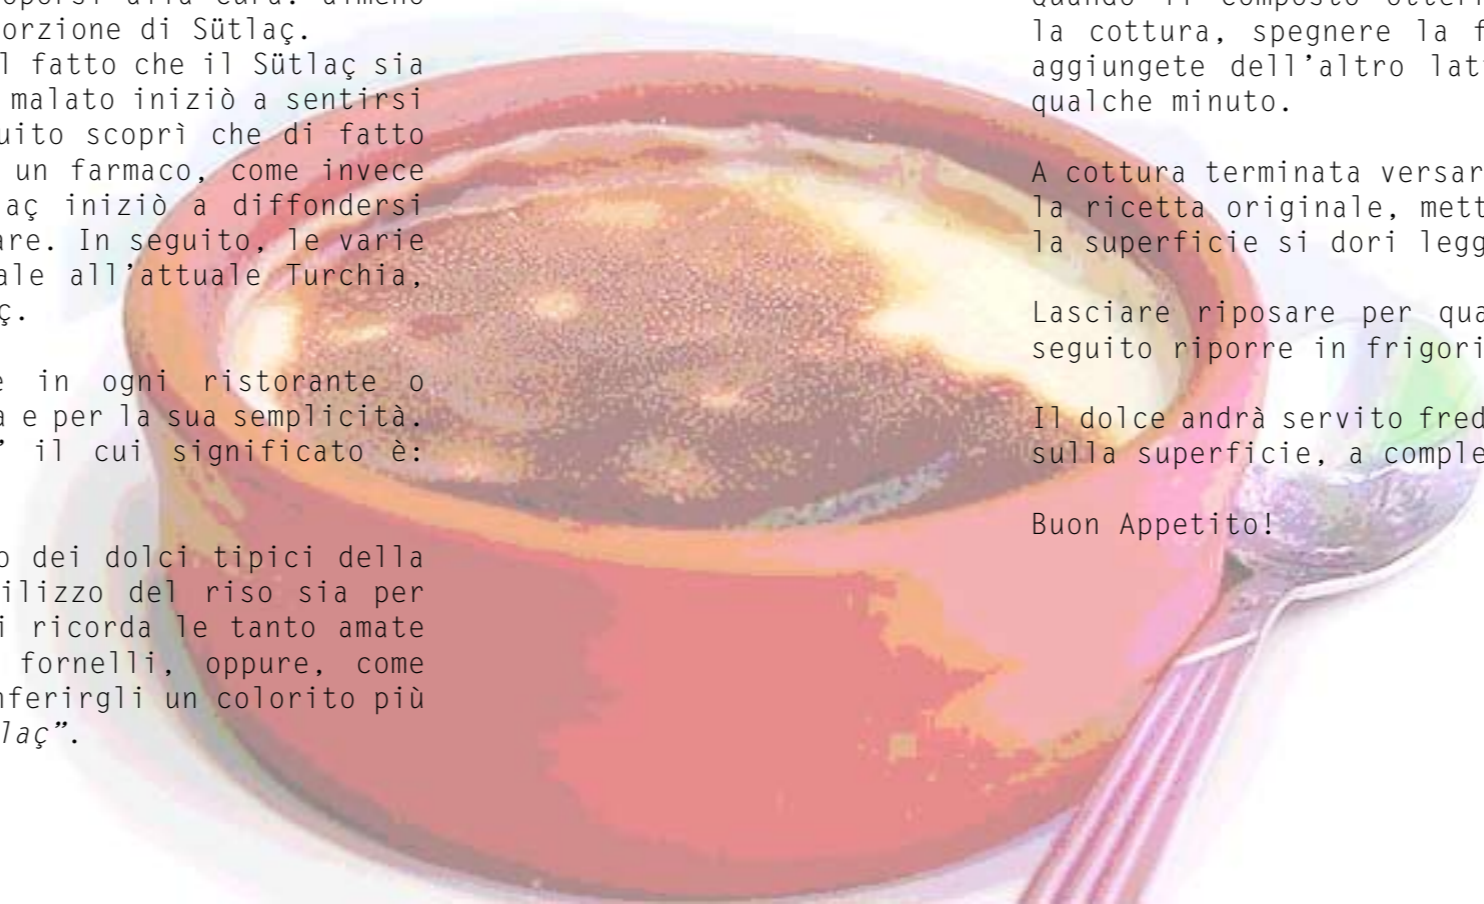 orzione di Sütlaç.
l fatto che il Sütlaç sia
malato iniziò a sentirsi
uito scoprì che di fatto
un farmaco, come invece
aç iniziò a diffondersi
are. In seguito, le varie
ale all'attuale Turchia,
ç.
e in ogni ristorante o
a e per la sua semplicità.
” il cui significato è:
o dei dolci tipici della
ilizzo del riso sia per
i ricorda le tanto amate
fornelli, oppure, come
nferirgli un colorito più
laç”.
la cottura, spegnere la f
aggiungete dell'altro lat
qualche minuto.
A cottura terminata versar
la ricetta originale, mett
la superficie si dori legg
Lasciare riposare per qua
seguito riporre in frigori
Il dolce andrà servito fred
sulla superficie, a comple
Buon Appetito!